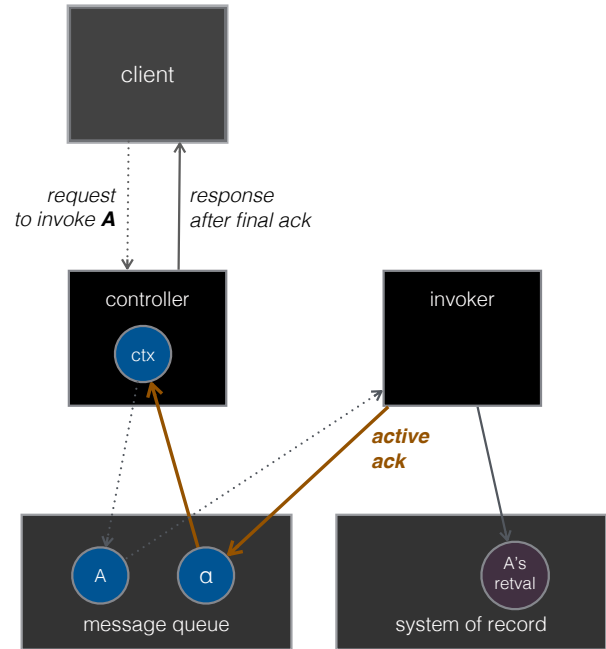 client
request
to invoke A
response
after final ack
controller
invoker
ctx
active
ack
A
α
A's
retval
message queue
system of record